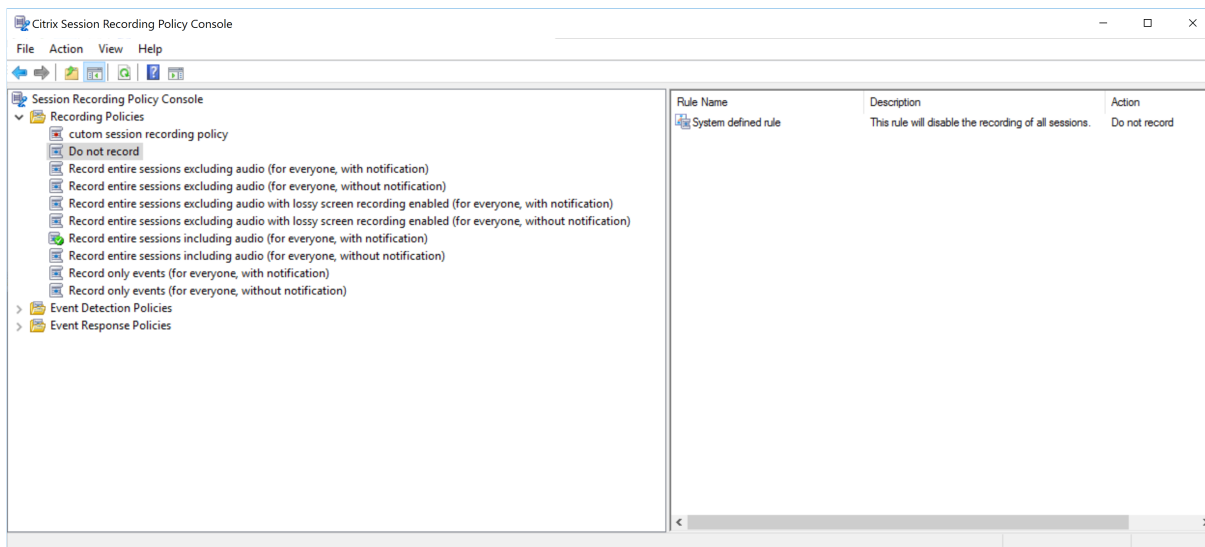 Citrix Session Recording Policy Console
File Action View Help
Session Recording Policy Console
Recording Policies
cutom session recording policy
Do not record
Record entire sessions excluding audio (for everyone, with notification)
Record entire sessions excluding audio (for everyone, without notification)
Record entire sessions excluding audio with lossy screen recording enabled (for everyone, with notification)
Record entire sessions excluding audio with lossy screen recording enabled (for everyone, without notification)
Record entire sessions including audio (for everyone, with notification)
Record entire sessions including audio (for everyone, without notification)
Record only events (for everyone, with notification)
Record only events (for everyone, without notification)
Event Detection Policies
Event Response Policies
Rule Name Description Action
System defined rule This rule will disable the recording of all sessions. Do not record